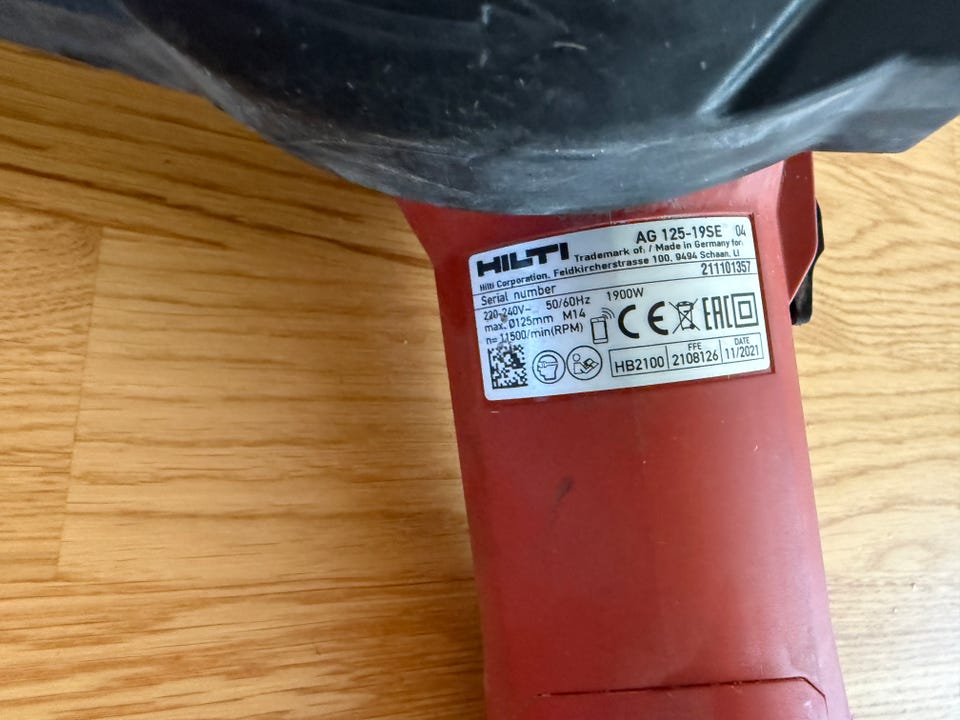 HILTI AG 125-19SE 04
Trademark of: / Made in Germany for:
Hilti Corporation, Feldkircherstrasse 100, 9494 Schaan, LI
Serial number 211101357
220-240V~ 50/60Hz 1900W
max. Ø125mm M14
n= 11500/min(RPM)
CE EAC
HB2100 FFE 2108126 DATE 11/2021